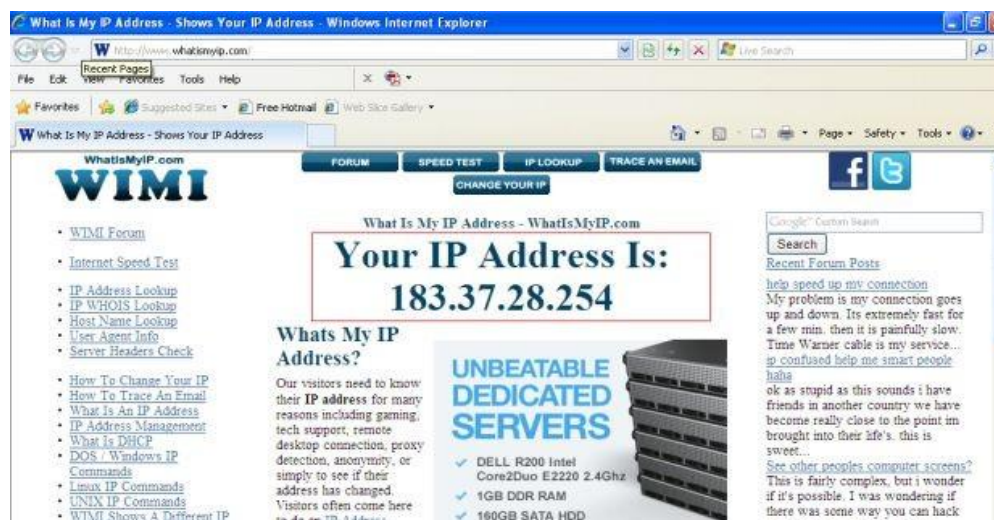 What Is My IP Address - Shows Your IP Address - Windows Internet Explorer
http://www.whatismyip.com/
Live Search
Recent Pages
File Edit View Favorites Tools Help
Favorites Suggested Sites Free Hotmail Web Slice Gallery
What Is My IP Address - Shows Your IP Address
Page Safety Tools
WhatIsMyIP.com
WIMI
FORUM SPEED TEST IP LOOKUP TRACE AN EMAIL
CHANGE YOUR IP
WIMI Forum
Internet Speed Test
IP Address Lookup
IP WHOIS Lookup
Host Name Lookup
User Agent Info
Server Headers Check
How To Change Your IP
How To Trace An Email
What Is An IP Address
IP Address Management
What Is DHCP
DOS / Windows IP
Commands
Linux IP Commands
UNIX IP Commands
WIMI Shows A Different IP
What Is My IP Address - WhatIsMyIP.com
Your IP Address Is:
183.37.28.254
Whats My IP
Address?
Our visitors need to know
their IP address for many
reasons including gaming,
tech support, remote
desktop connection, proxy
detection, anonymity, or
simply to see if their
address has changed.
Visitors often come here
to do an IP Address
UNBEATABLE
DEDICATED
SERVERS
DELL R200 Intel
Core2Duo E2220 2.4Ghz
1GB DDR RAM
160GB SATA HDD
Google™ Custom Search
Search
Recent Forum Posts
help speed up my connection
My problem is my connection goes
up and down. Its extremely fast for
a few min. then it is painfully slow.
Time Warner cable is my service...
ip confused help me smart people
haha
ok as stupid as this sounds i have
friends in another country we have
become really close to the point im
brought into their life's. this is
sweet...
See other peoples computer screens?
This is fairly complex, but i wonder
if it's possible. I was wondering if
there was some way you can hack